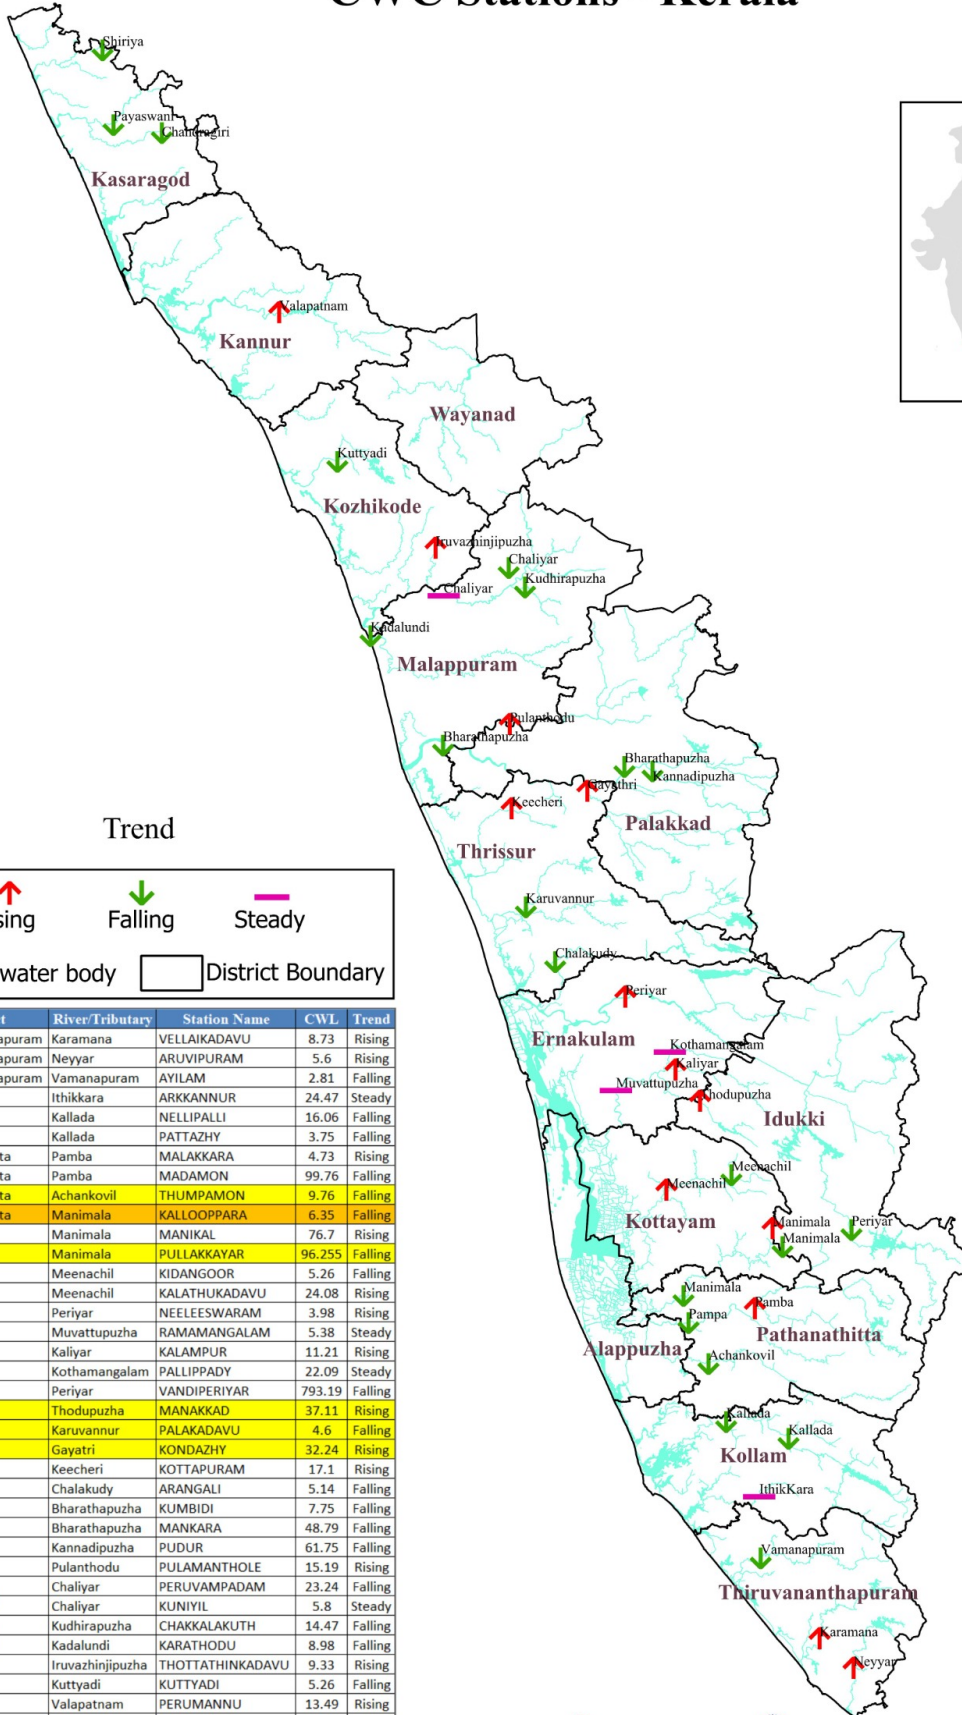 CWC Stations - Kerala
Shiriya
Payaswani
Chandragiri
Kasaragod
Valapatnam
Kannur
Wayanad
Kuttyadi
Kozhikode
Iruvazhinjipuzha
Chaliyar
Kudhirapuzha
Chaliyar
Kadalundi
Malappuram
Pulanthodu
Bharathapuzha
Bharathapuzha
Kannadipuzha
Gayathri
Keecheri
Palakkad
Thrissur
Karuvannur
Chalakudy
Periyar
Ernakulam
Kothamangalam
Kaliyar
Muvattupuzha
Thodupuzha
Idukki
Meenachil
Meenachil
Kottayam
Manimala
Periyar
Manimala
Manimala
Pamba
Pampa
Pathanathitta
Alappuzha
Achankovil
Kallada
Kallada
Kollam
IthikKara
Vamanapuram
Thiruvananthapuram
Karamana
Neyyar
Trend
sing Falling Steady
water body District Boundary
t River/Tributary Station Name CWL Trend
apuram Karamana VELLAIKADAVU 8.73 Rising
apuram Neyyar ARUVIPURAM 5.6 Rising
apuram Vamanapuram AYILAM 2.81 Falling
Ithikkara ARKKANNUR 24.47 Steady
Kallada NELLIPALLI 16.06 Falling
Kallada PATTAZHY 3.75 Falling
ta Pamba MALAKKARA 4.73 Rising
ta Pamba MADAMON 99.76 Falling
ta Achankovil THUMPAMON 9.76 Falling
ta Manimala KALLOOPPARA 6.35 Falling
Manimala MANIKAL 76.7 Rising
Manimala PULLAKKAYAR 96.255 Falling
Meenachil KIDANGOOR 5.26 Falling
Meenachil KALATHUKADAVU 24.08 Rising
Periyar NEELEESWARAM 3.98 Rising
Muvattupuzha RAMAMANGALAM 5.38 Steady
Kaliyar KALAMPUR 11.21 Rising
Kothamangalam PALLIPPADY 22.09 Steady
Periyar VANDIPERIYAR 793.19 Falling
Thodupuzha MANAKKAD 37.11 Rising
Karuvannur PALAKADAVU 4.6 Falling
Gayatri KONDAZHY 32.24 Rising
Keecheri KOTTAPURAM 17.1 Rising
Chalakudy ARANGALI 5.14 Falling
Bharathapuzha KUMBIDI 7.75 Falling
Bharathapuzha MANKARA 48.79 Falling
Kannadipuzha PUDUR 61.75 Falling
Pulanthodu PULAMANTHOLE 15.19 Rising
Chaliyar PERUVAMPADAM 23.24 Falling
Chaliyar KUNIYIL 5.8 Steady
Kudhirapuzha CHAKKALAKUTH 14.47 Falling
Kadalundi KARATHODU 8.98 Falling
Iruvazhinjipuzha THOTTATHINKADAVU 9.33 Rising
Kuttyadi KUTTYADI 5.26 Falling
Valapatnam PERUMANNU 13.49 Rising